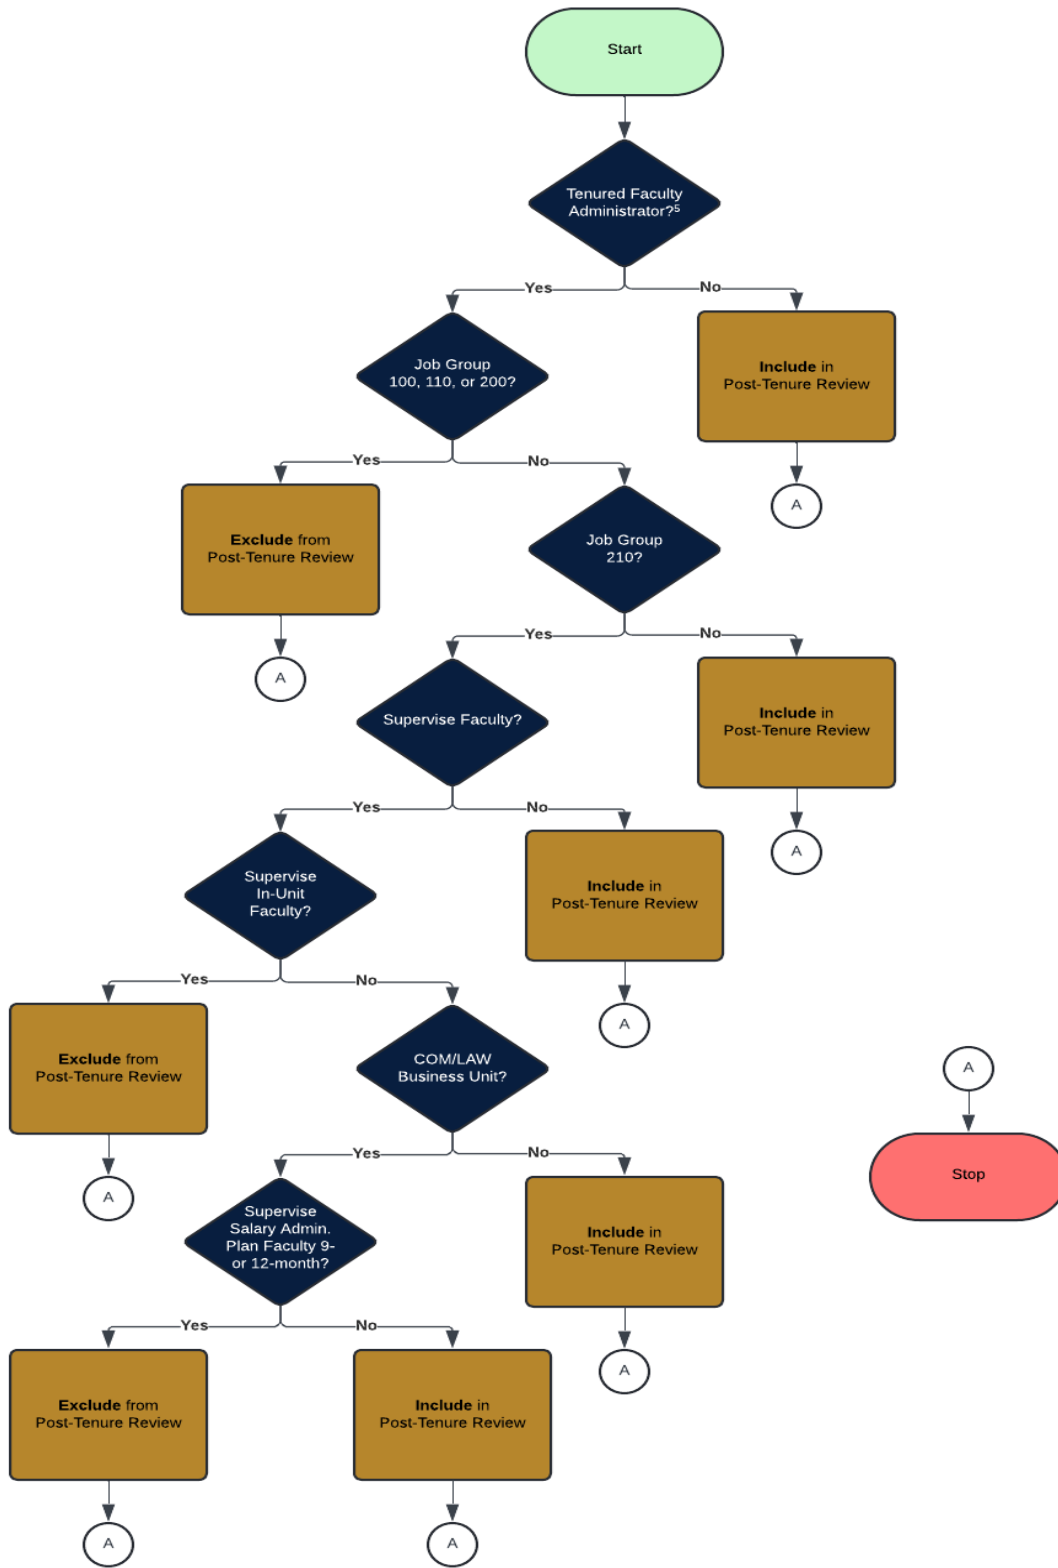 Start
Tenured Faculty
Administrator?⁵
Yes
No
Job Group
100, 110, or 200?
Include in
Post-Tenure Review
Yes
No
A
Exclude from
Post-Tenure Review
Job Group
210?
Yes
No
A
Supervise Faculty?
Include in
Post-Tenure Review
Yes
No
A
Supervise
In-Unit
Faculty?
Include in
Post-Tenure Review
Yes
No
A
Exclude from
Post-Tenure Review
COM/LAW
Business Unit?
A
Yes
No
A
Stop
Supervise
Salary Admin.
Plan Faculty 9-
or 12-month?
Include in
Post-Tenure Review
Yes
No
A
Exclude from
Post-Tenure Review
Include in
Post-Tenure Review
A
A